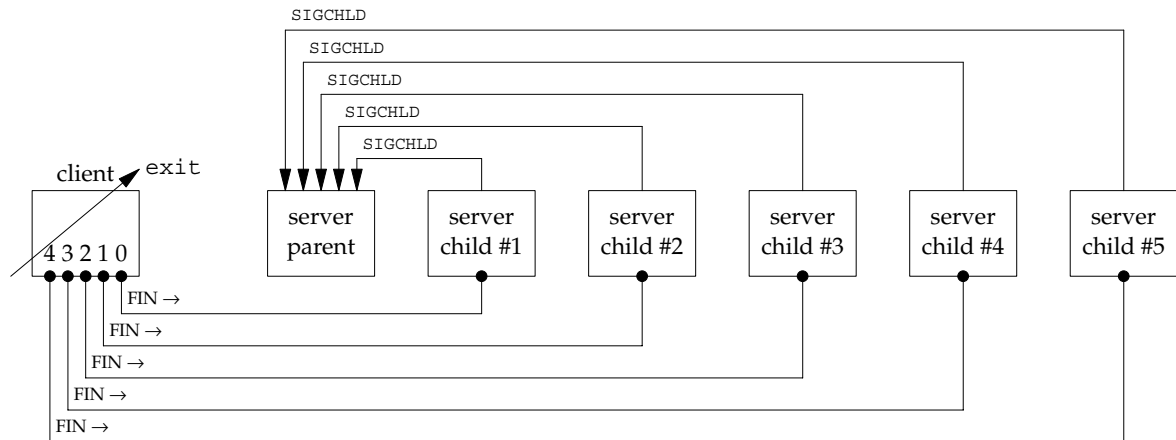 SIGCHLD
SIGCHLD
SIGCHLD
SIGCHLD
SIGCHLD
client
exit
4 3 2 1 0
server
parent
server
child #1
server
child #2
server
child #3
server
child #4
server
child #5
FIN →
FIN →
FIN →
FIN →
FIN →